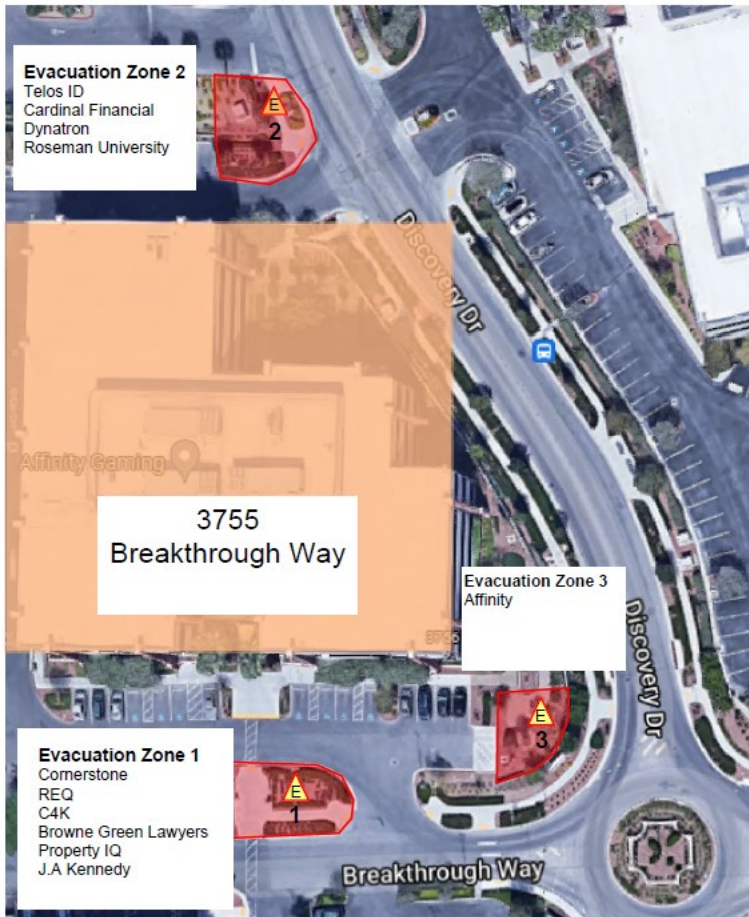 Evacuation Zone 2
Telos ID
Cardinal Financial
Dynatron
Roseman University
E
2
Discovery Dr
Affinity Gaming
3755
Breakthrough Way
Evacuation Zone 3
Affinity
Discovery Dr
E
3
Evacuation Zone 1
Cornerstone
REQ
C4K
Browne Green Lawyers
Property IQ
J.A Kennedy
E
1
Breakthrough Way